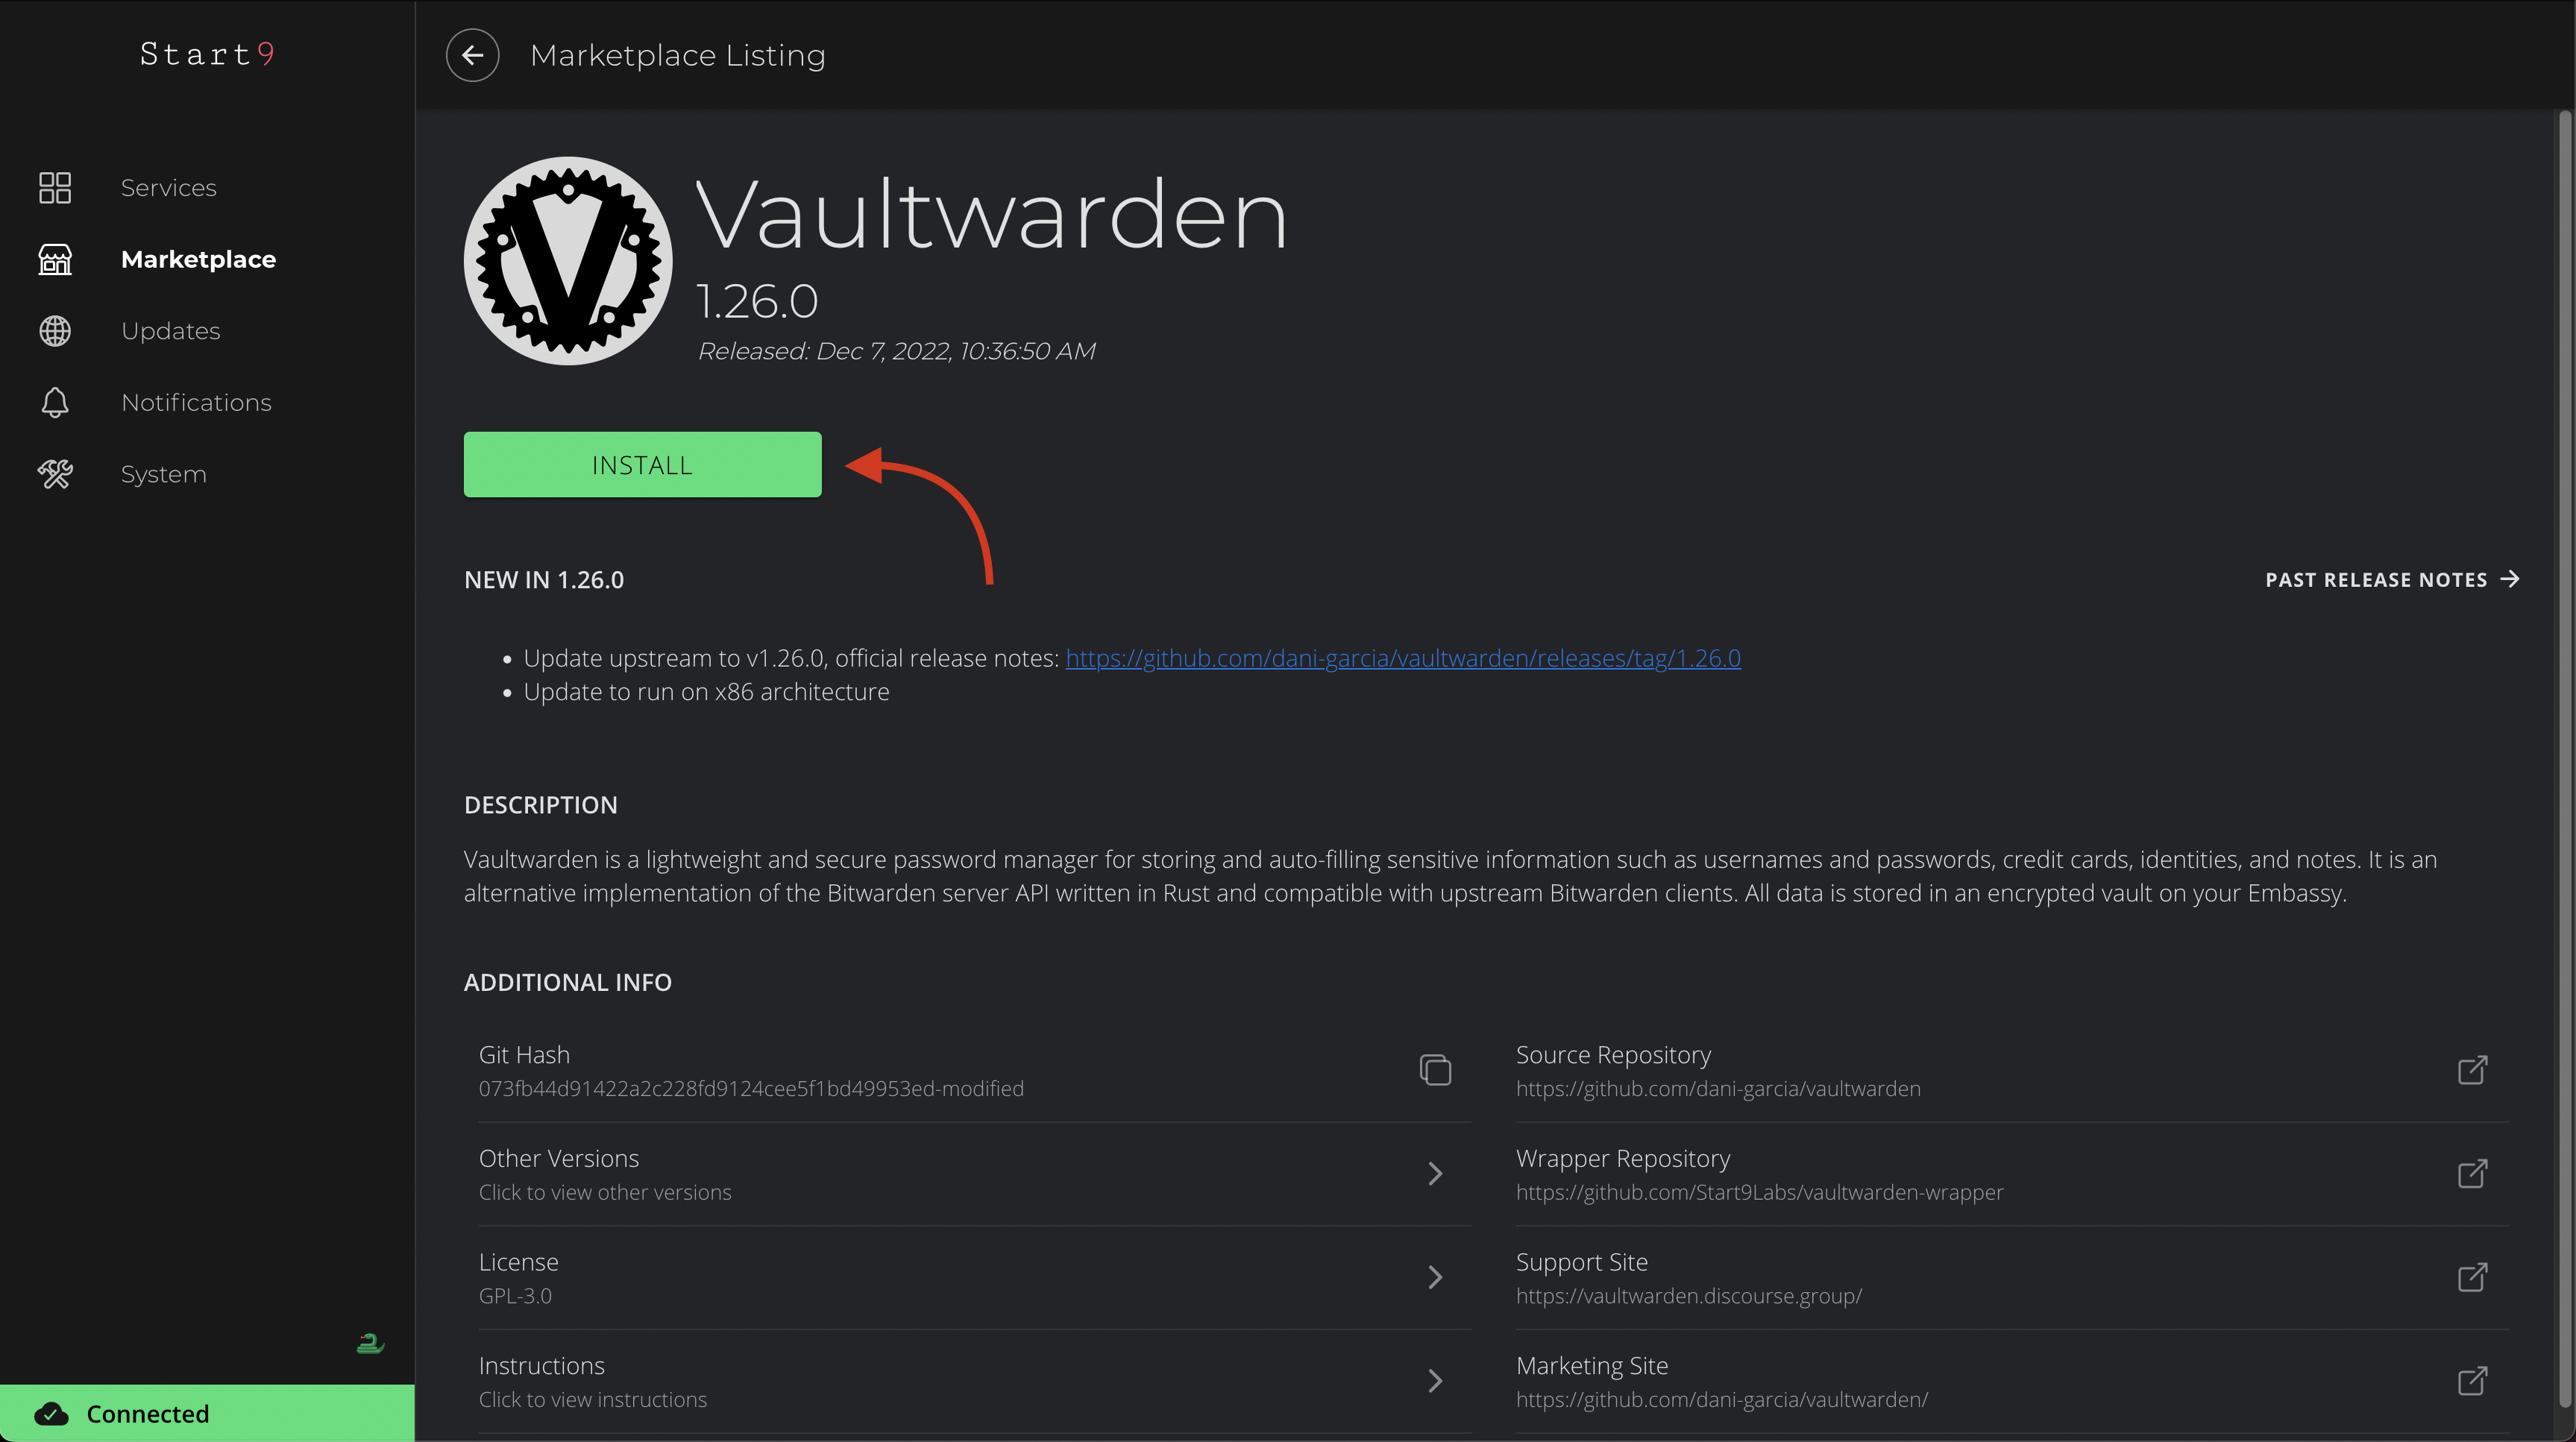 Start9
Services
Marketplace
Updates
Notifications
System
Connected
Marketplace Listing
Vaultwarden
1.26.0
Released: Dec 7, 2022, 10:36:50 AM
INSTALL
NEW IN 1.26.0
PAST RELEASE NOTES
Update upstream to v1.26.0, official release notes: https://github.com/dani-garcia/vaultwarden/releases/tag/1.26.0
Update to run on x86 architecture
DESCRIPTION
Vaultwarden is a lightweight and secure password manager for storing and auto-filling sensitive information such as usernames and passwords, credit cards, identities, and notes. It is an
alternative implementation of the Bitwarden server API written in Rust and compatible with upstream Bitwarden clients. All data is stored in an encrypted vault on your Embassy.
ADDITIONAL INFO
Git Hash
073fb44d91422a2c228fd9124cee5f1bd49953ed-modified
Other Versions
Click to view other versions
License
GPL-3.0
Instructions
Click to view instructions
Source Repository
https://github.com/dani-garcia/vaultwarden
Wrapper Repository
https://github.com/Start9Labs/vaultwarden-wrapper
Support Site
https://vaultwarden.discourse.group/
Marketing Site
https://github.com/dani-garcia/vaultwarden/